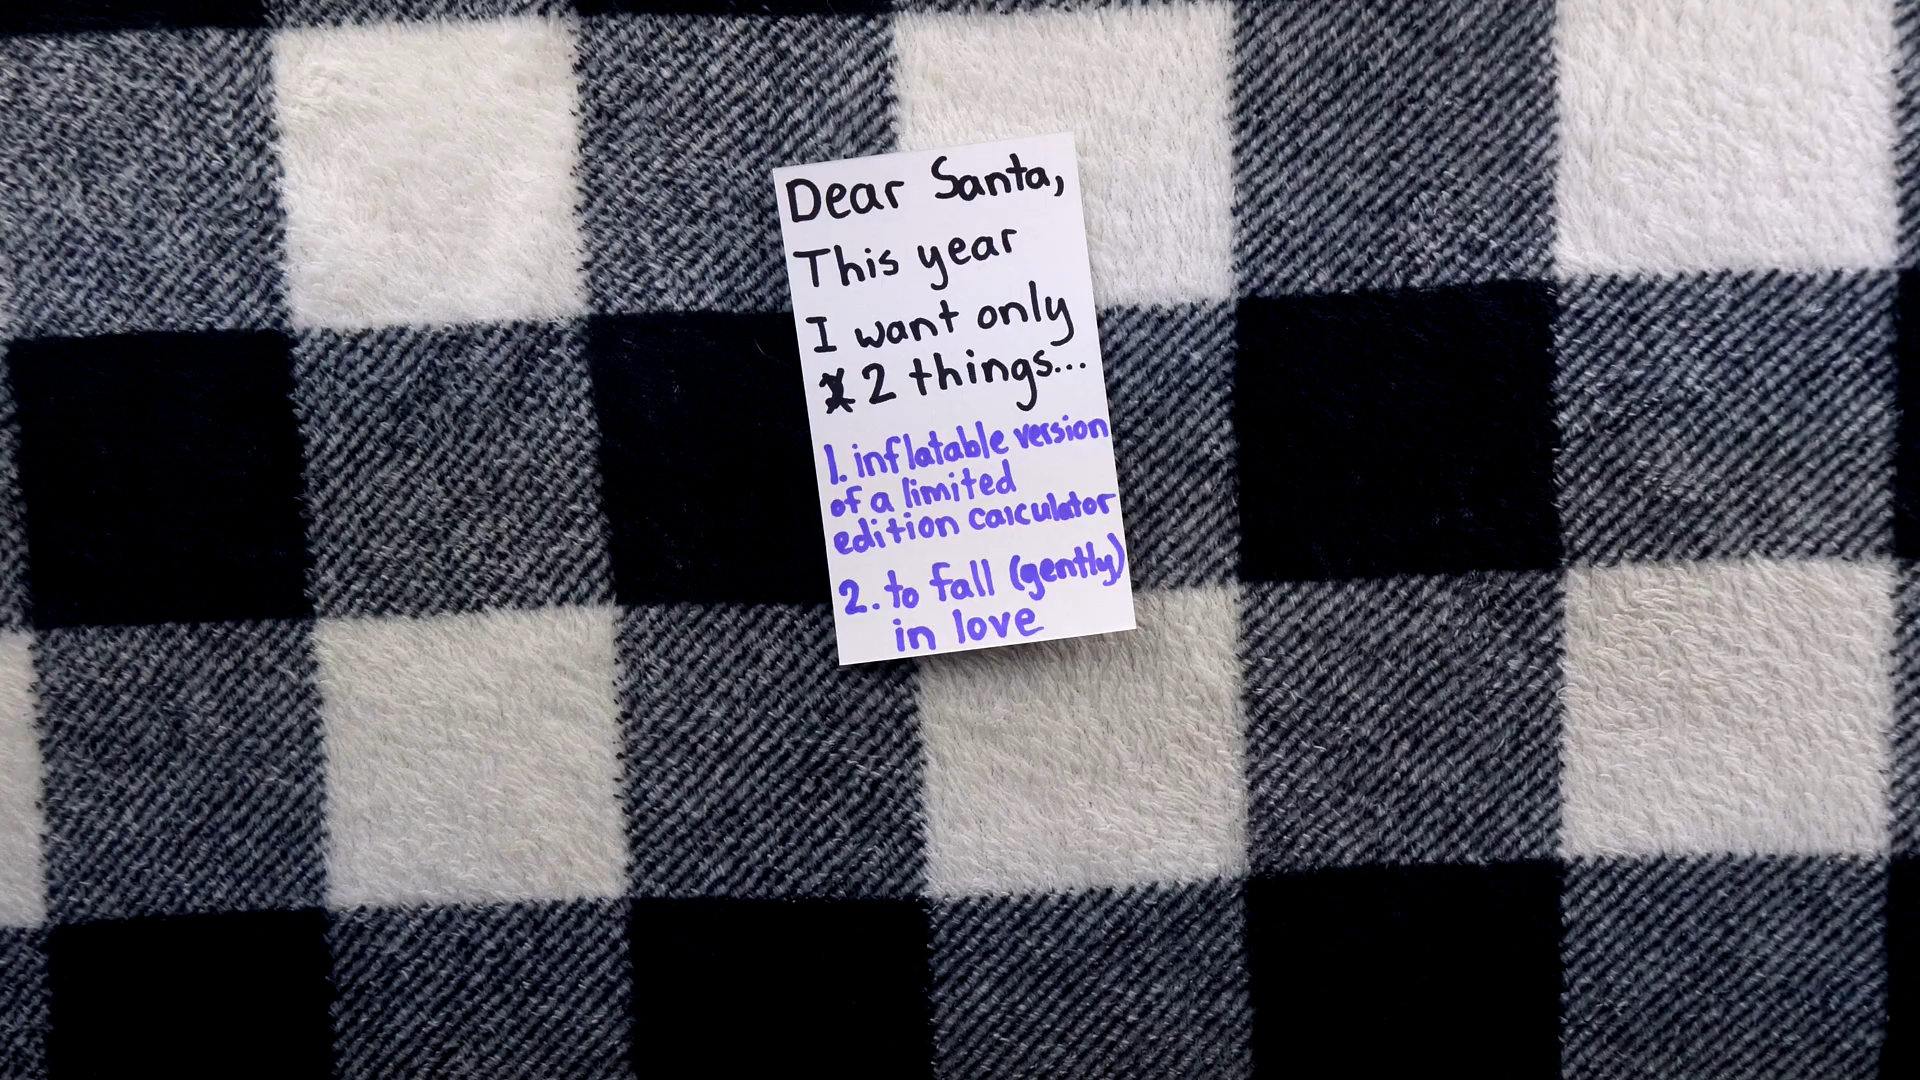 Dear Santa,
This year
I want only
2 things...
1. inflatable version
of a limited
edition calculator
2. to fall (gently)
in love